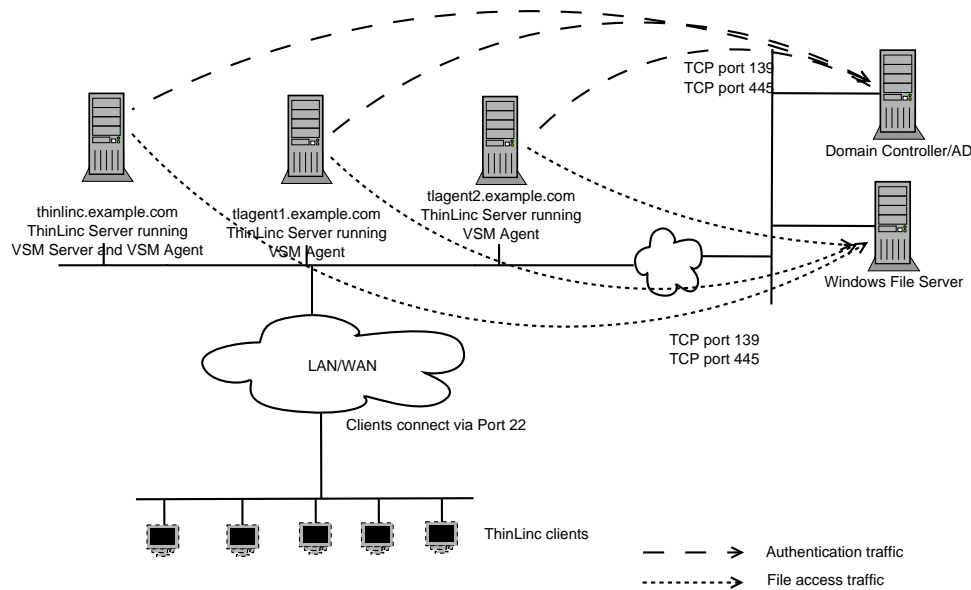 TCP port 139
TCP port 445
Domain Controller/AD
thinlinc.example.com
ThinLinc Server running
VSM Server and VSM Agent
tlagent1.example.com
ThinLinc Server running
VSM Agent
tlagent2.example.com
ThinLinc Server running
VSM Agent
Windows File Server
TCP port 139
TCP port 445
LAN/WAN
Clients connect via Port 22
ThinLinc clients
Authentication traffic
File access traffic